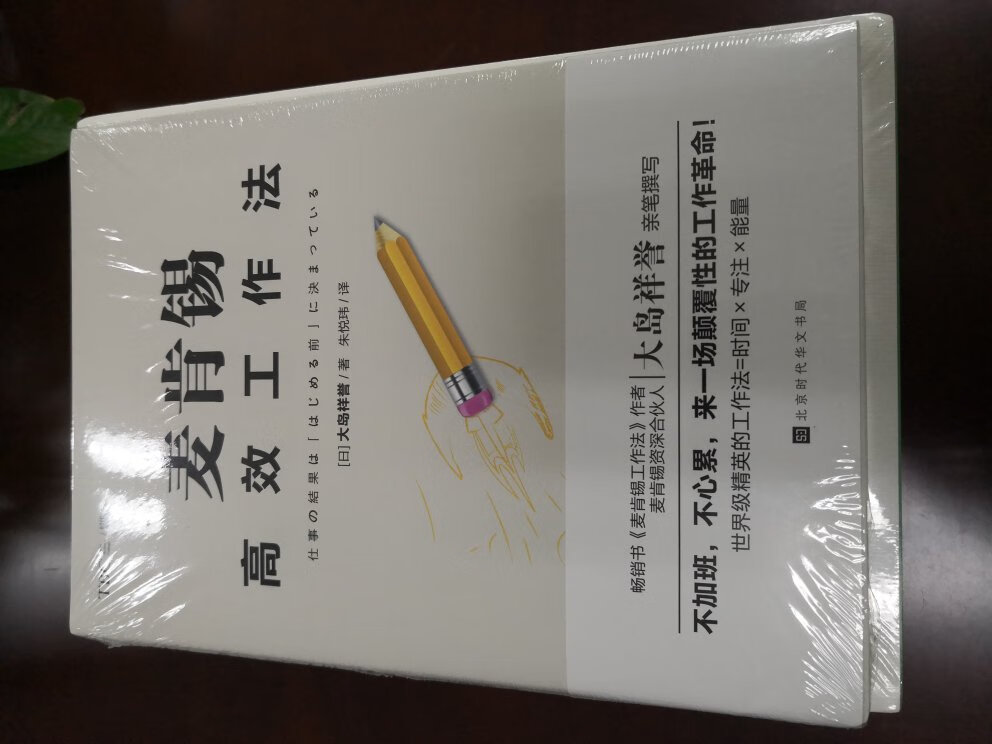 麦肯锡
高效工作法
仕事の結果は「はじめる前」に決まっている
[日]大岛祥誉/著 朱悦玮/译
畅销书《麦肯锡工作法》作者
麦肯锡资深合伙人
大岛祥誉 亲笔撰写
不加班，不心累，来一场颠覆性的工作革命！
世界级精英的工作法=时间×专注×能量
北京时代华文书局